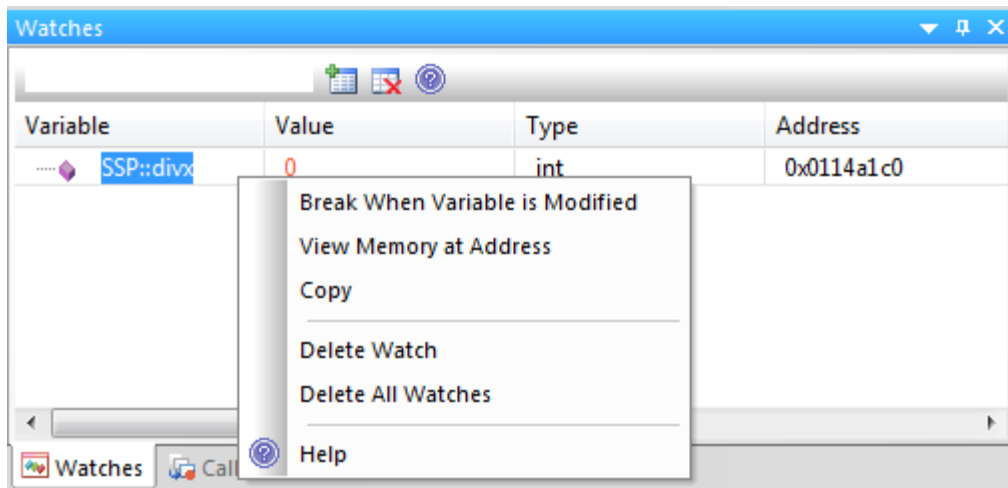 Watches
Variable Value Type Address
SSP::divx 0 int 0x0114a1c0
Break When Variable is Modified
View Memory at Address
Copy
Delete Watch
Delete All Watches
Help
Watches Call